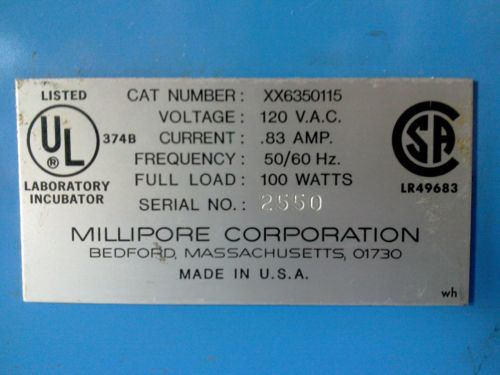 LISTED
UL
®
374B
LABORATORY
INCUBATOR
CAT NUMBER: XX6350115
VOLTAGE: 120 V.A.C.
CURRENT: .83 AMP.
FREQUENCY: 50/60 Hz.
FULL LOAD: 100 WATTS
SERIAL NO.: 2550
CSA
LR49683
MILLIPORE CORPORATION
BEDFORD, MASSACHUSETTS, 01730
MADE IN U.S.A.
wh